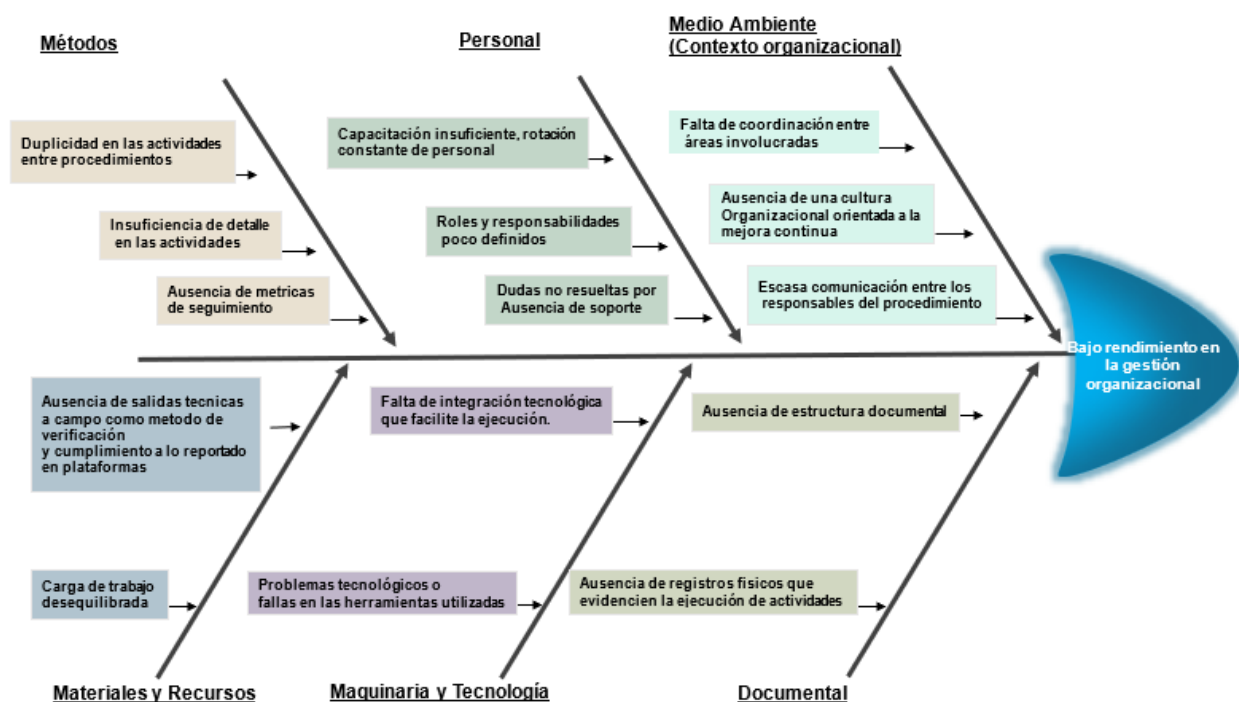 Métodos
Personal
Medio Ambiente
(Contexto organizacional)
Duplicidad en las actividades
entre procedimientos
Insuficiencia de detalle
en las actividades
Ausencia de metricas
de seguimiento
Capacitación insuficiente, rotación
constante de personal
Roles y responsabilidades
poco definidos
Dudas no resueltas por
Ausencia de soporte
Falta de coordinación entre
áreas involucradas
Ausencia de una cultura
Organizacional orientada a la
mejora continua
Escasa comunicación entre los
responsables del procedimiento
Bajo rendimiento en
la gestión
organizacional
Ausencia de salidas tecnicas
a campo como metodo de
verificación
y cumplimiento a lo reportado
en plataformas
Carga de trabajo
desequilibrada
Falta de integración tecnológica
que facilite la ejecución.
Problemas tecnológicos o
fallas en las herramientas utilizadas
Ausencia de estructura documental
Ausencia de registros fisicos que
evidencien la ejecución de actividades
Materiales y Recursos
Maquinaria y Tecnología
Documental